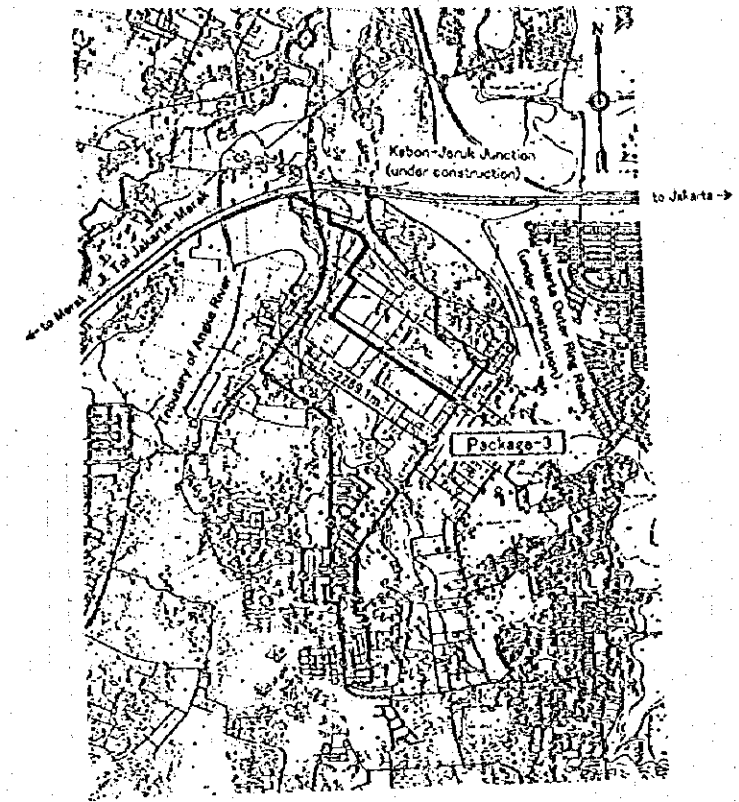 N
Kebon-Jeruk Junction
(under construction)
to Jakarta →
Jl. Tol Jakarta-Merak
← to Merak
Tributary of Angke River
Jakarta Outer Ring Road
(under construction)
Package-3